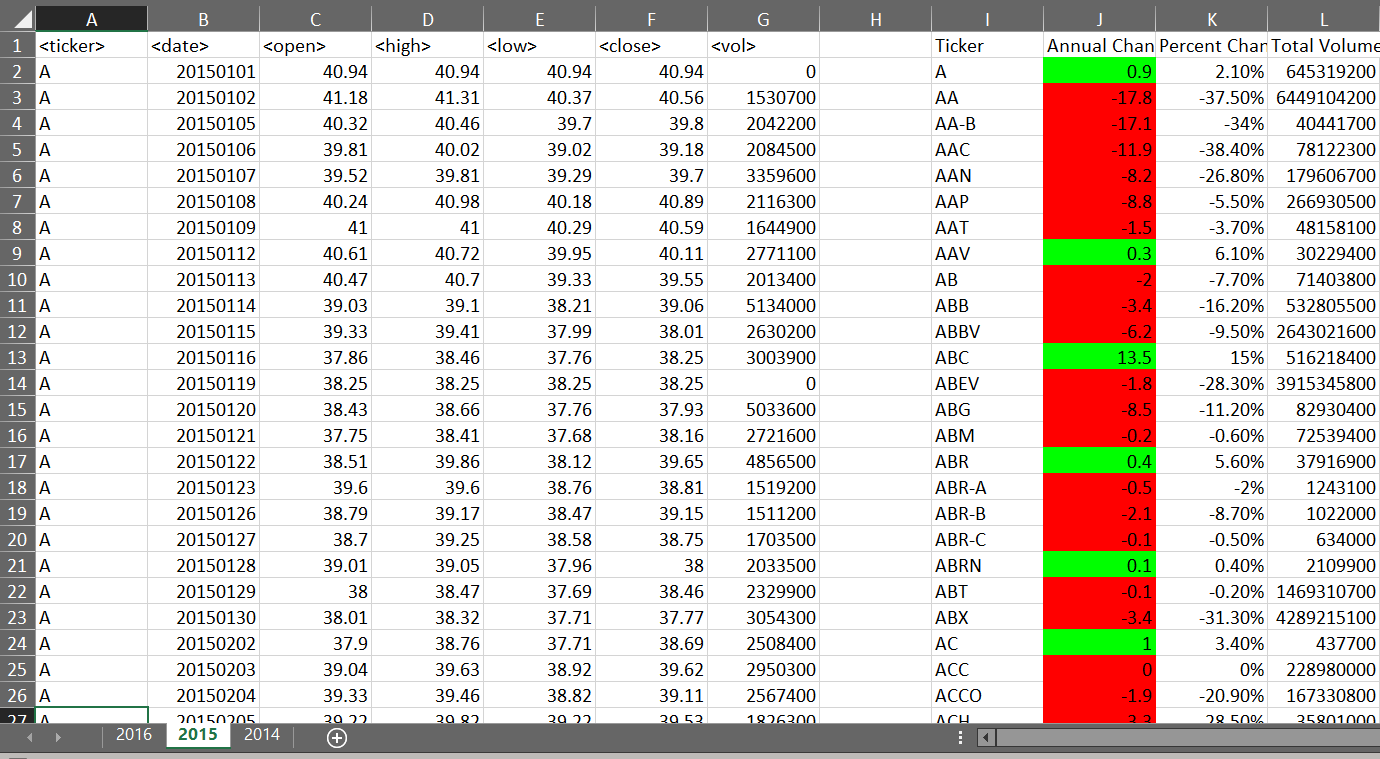 A B C D E F G H I J K L
1 <ticker> <date> <open> <high> <low> <close> <vol> Ticker Annual Chan Percent Chan Total Volume
2 A 20150101 40.94 40.94 40.94 40.94 0 A 0.9 2.10% 645319200
3 A 20150102 41.18 41.31 40.37 40.56 1530700 AA -17.8 -37.50% 6449104200
4 A 20150105 40.32 40.46 39.7 39.8 2042200 AA-B -17.1 -34% 40441700
5 A 20150106 39.81 40.02 39.02 39.18 2084500 AAC -11.9 -38.40% 78122300
6 A 20150107 39.52 39.81 39.29 39.7 3359600 AAN -8.2 -26.80% 179606700
7 A 20150108 40.24 40.98 40.18 40.89 2116300 AAP -8.8 -5.50% 266930500
8 A 20150109 41 41 40.29 40.59 1644900 AAT -1.5 -3.70% 48158100
9 A 20150112 40.61 40.72 39.95 40.11 2771100 AAV 0.3 6.10% 30229400
10 A 20150113 40.47 40.7 39.33 39.55 2013400 AB -2 -7.70% 71403800
11 A 20150114 39.03 39.1 38.21 39.06 5134000 ABB -3.4 -16.20% 532805500
12 A 20150115 39.33 39.41 37.99 38.01 2630200 ABBV -6.2 -9.50% 2643021600
13 A 20150116 37.86 38.46 37.76 38.25 3003900 ABC 13.5 15% 516218400
14 A 20150119 38.25 38.25 38.25 38.25 0 ABEV -1.8 -28.30% 3915345800
15 A 20150120 38.43 38.66 37.76 37.93 5033600 ABG -8.5 -11.20% 82930400
16 A 20150121 37.75 38.41 37.68 38.16 2721600 ABM -0.2 -0.60% 72539400
17 A 20150122 38.51 39.86 38.12 39.65 4856500 ABR 0.4 5.60% 37916900
18 A 20150123 39.6 39.6 38.76 38.81 1519200 ABR-A -0.5 -2% 1243100
19 A 20150126 38.79 39.17 38.47 39.15 1511200 ABR-B -2.1 -8.70% 1022000
20 A 20150127 38.7 39.25 38.58 38.75 1703500 ABR-C -0.1 -0.50% 634000
21 A 20150128 39.01 39.05 37.96 38 2033500 ABRN 0.1 0.40% 2109900
22 A 20150129 38 38.47 37.69 38.46 2329900 ABT -0.1 -0.20% 1469310700
23 A 20150130 38.01 38.32 37.71 37.77 3054300 ABX -3.4 -31.30% 4289215100
24 A 20150202 37.9 38.76 37.71 38.69 2508400 AC 1 3.40% 437700
25 A 20150203 39.04 39.63 38.92 39.62 2950300 ACC 0 0% 228980000
26 A 20150204 39.33 39.46 38.82 39.11 2567400 ACCO -1.9 -20.90% 167330800
27 A 20150205 39.22 39.82 39.22 39.53 1826300 ACH
2016 2015 2014